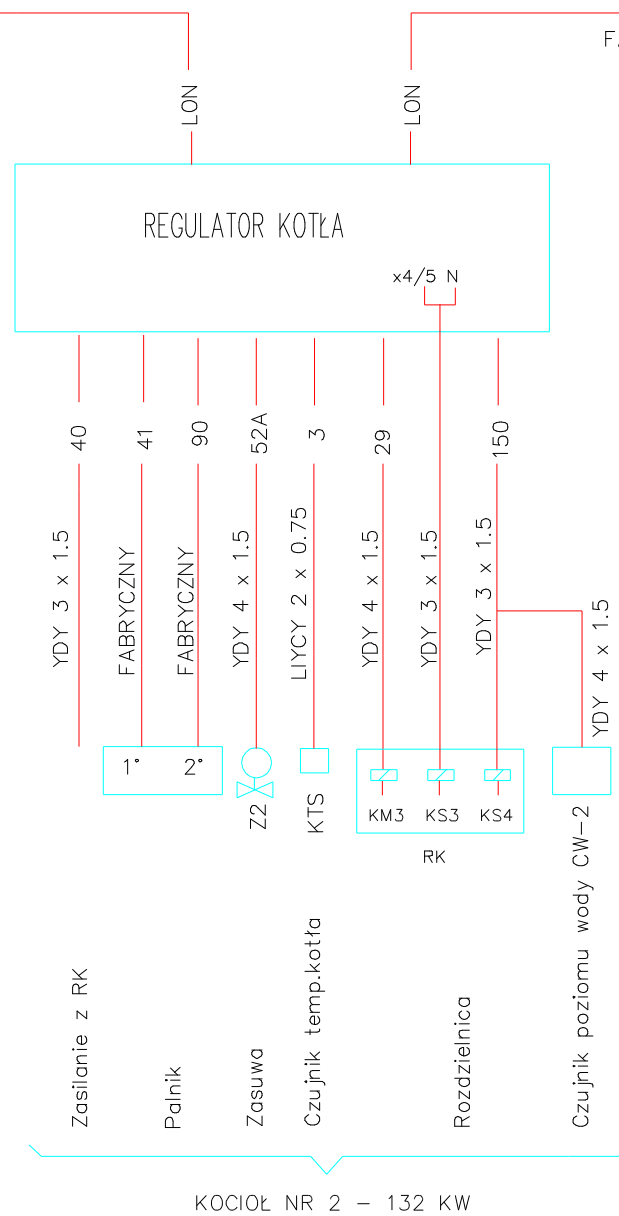 F
LON
LON
REGULATOR KOTŁA
x4/5 N
40
41
90
52A
3
29
150
YDY 3 x 1.5
FABRYCZNY
FABRYCZNY
YDY 4 x 1.5
LIYCY 2 x 0.75
YDY 4 x 1.5
YDY 3 x 1.5
YDY 3 x 1.5
YDY 4 x 1.5
1°
2°
Z2
KTS
KM3
KS3
KS4
RK
Zasilanie z RK
Palnik
Zasuwa
Czujnik temp.kotła
Rozdzielnica
Czujnik poziomu wody CW-2
KOCIOŁ NR 2 – 132 KW